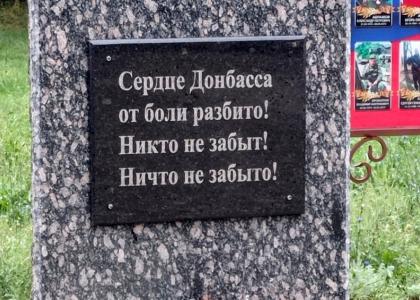 Сердце Донбасса
от боли разбито!
Никто не забыт!
Ничто не забыто!